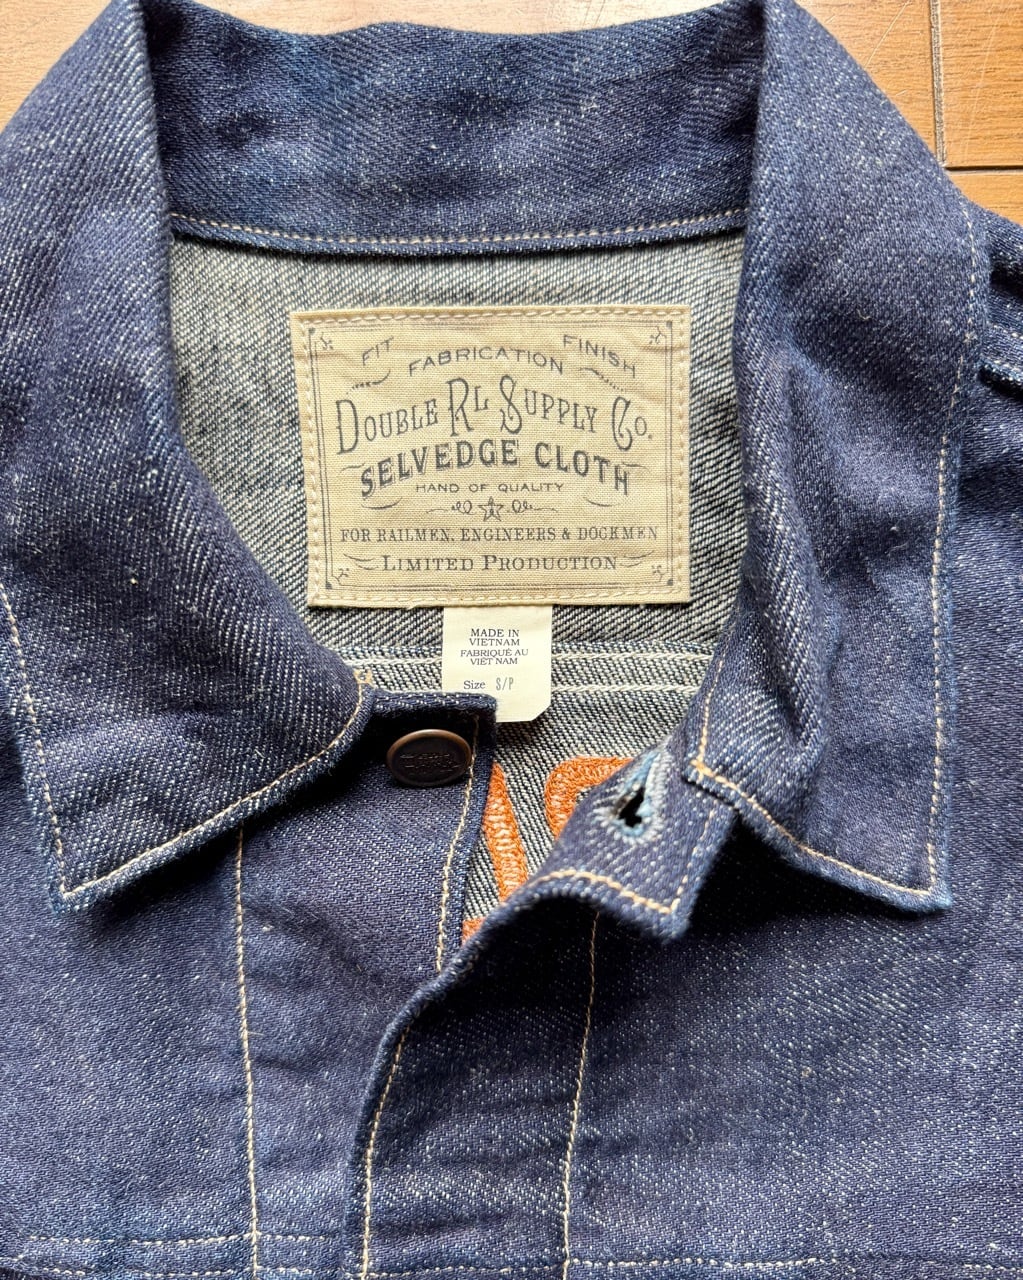 FIT FABRICATION FINISH
DOUBLE RL SUPPLY CO.
SELVEDGE CLOTH
HAND OF QUALITY
FOR RAILMEN, ENGINEERS & DOCKMEN
LIMITED PRODUCTION
MADE IN
VIETNAM
FABRIQUÉ AU
VIÊT NAM
Size S/P